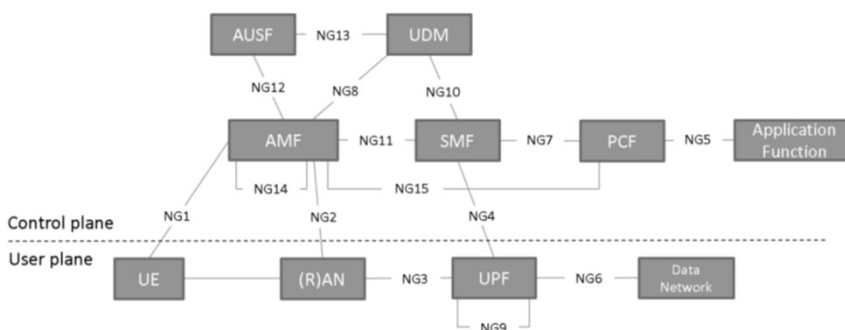 AUSF
NG13
UDM
NG12
NG8
NG10
AMF
NG11
SMF
NG7
PCF
NG5
Application
Function
NG14
NG15
NG1
NG2
NG4
Control plane
User plane
UE
(R)AN
NG3
UPF
NG6
Data
Network
NG9